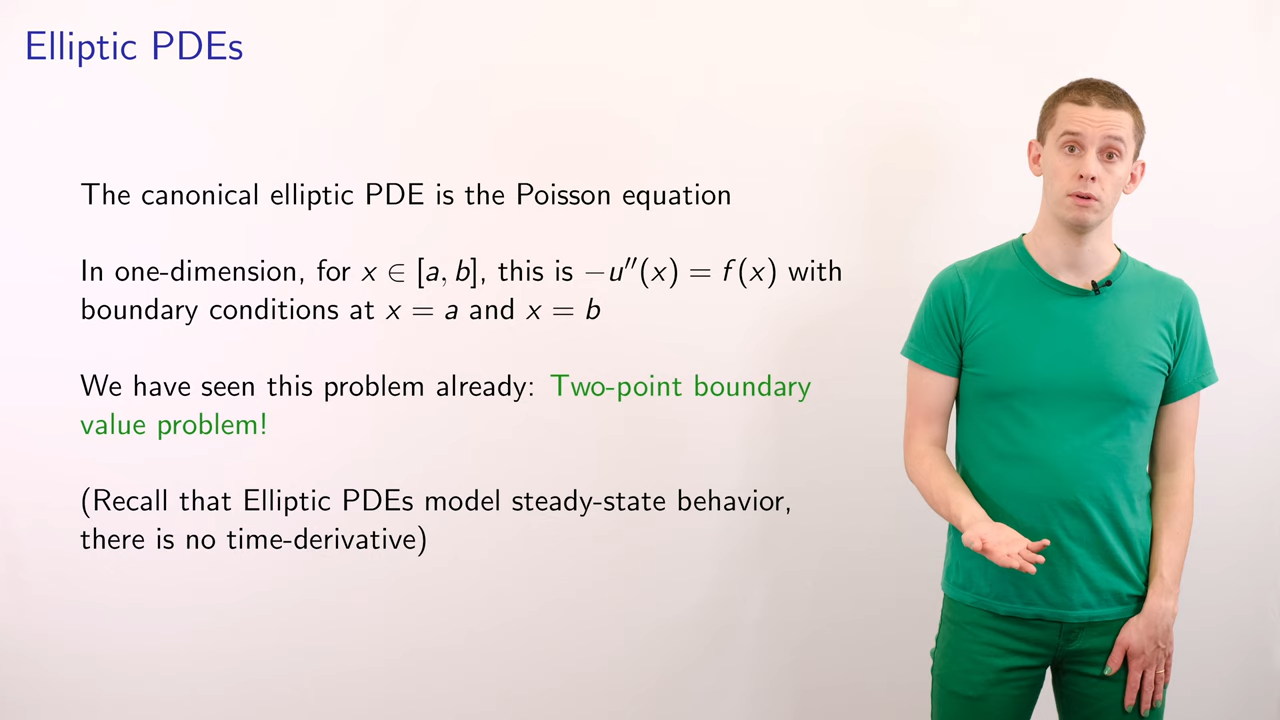 Elliptic PDEs
The canonical elliptic PDE is the Poisson equation
In one-dimension, for x ∈ [a, b], this is −u′′(x) = f(x) with
boundary conditions at x = a and x = b
We have seen this problem already: Two-point boundary
value problem!
(Recall that Elliptic PDEs model steady-state behavior,
there is no time-derivative)